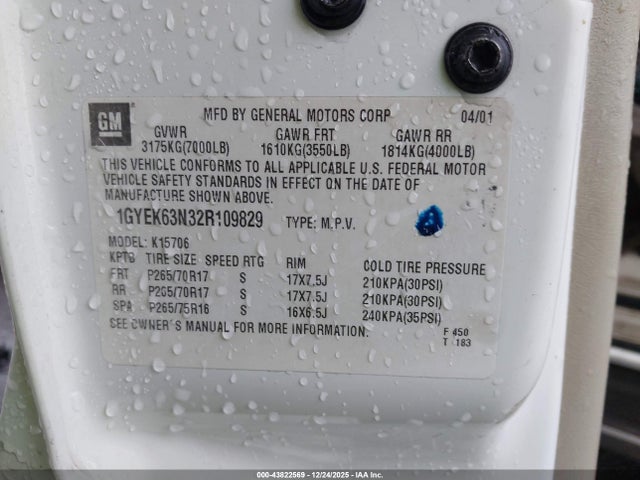 GM
MFD BY GENERAL MOTORS CORP 04/01
GVWR GAWR FRT GAWR RR
3175KG(7000LB) 1610KG(3550LB) 1814KG(4000LB)
THIS VEHICLE CONFORMS TO ALL APPLICABLE U.S. FEDERAL MOTOR
VEHICLE SAFETY STANDARDS IN EFFECT ON THE DATE OF
MANUFACTURE SHOWN ABOVE.
1GYEK63N32R109829 TYPE: M.P.V.
MODEL: K15706
KPTB TIRE SIZE SPEED RTG RIM COLD TIRE PRESSURE
FRT P265/70R17 S 17X7.5J 210KPA(30PSI)
RR P265/70R17 S 17X7.5J 210KPA(30PSI)
SPA P265/75R16 S 16X6.5J 240KPA(35PSI)
SEE OWNER'S MANUAL FOR MORE INFORMATION.
F 450
T 183
000-43822569 - 12/24/2025 - IAA Inc.